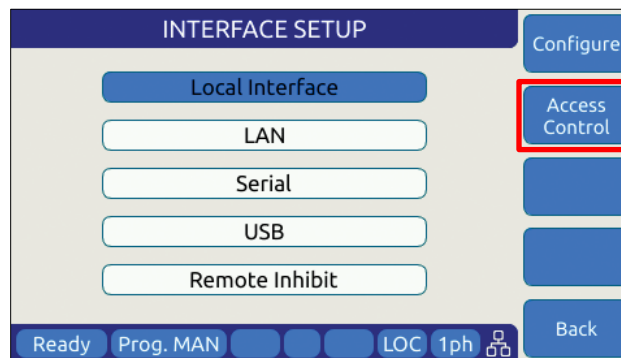 INTERFACE SETUP
Configure
Local Interface
Access
Control
LAN
Serial
USB
Remote Inhibit
Back
Ready
Prog. MAN
LOC
1ph